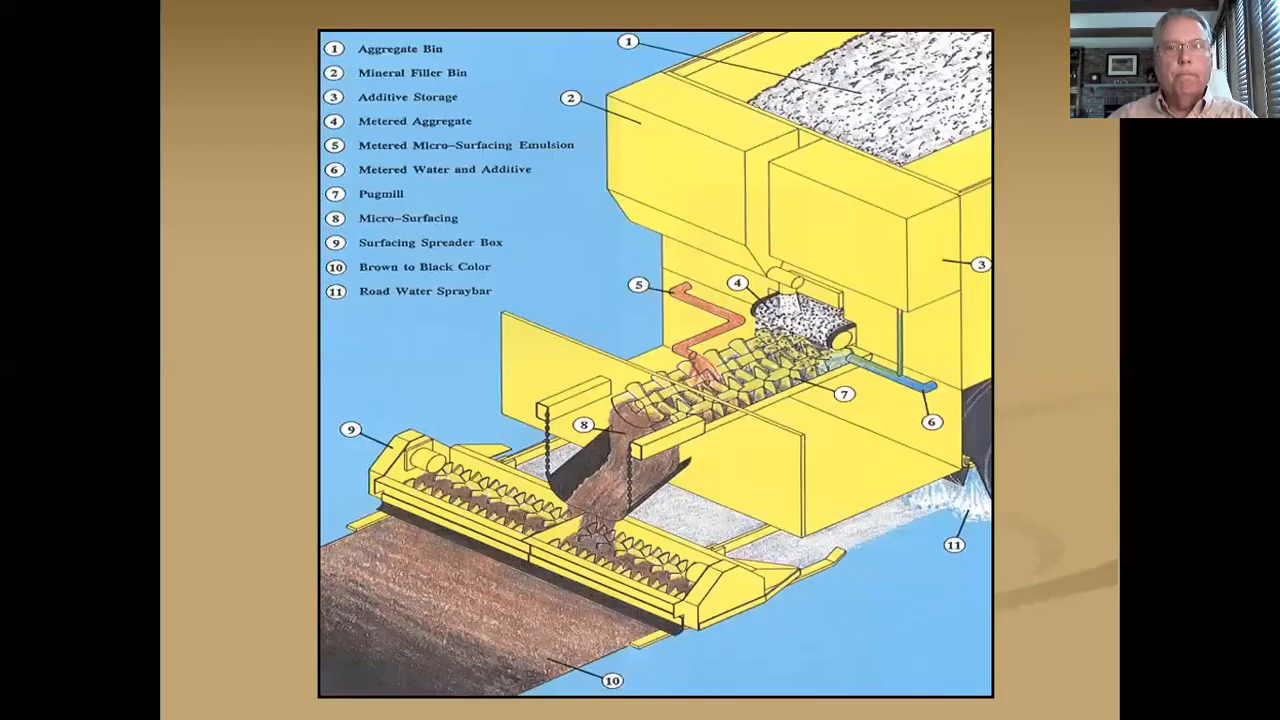 1 Aggregate Bin
2 Mineral Filler Bin
3 Additive Storage
4 Metered Aggregate
5 Metered Micro-Surfacing Emulsion
6 Metered Water and Additive
7 Pugmill
8 Micro-Surfacing
9 Surfacing Spreader Box
10 Brown to Black Color
11 Road Water Spraybar
1
2
3
5
4
7
6
8
9
11
10